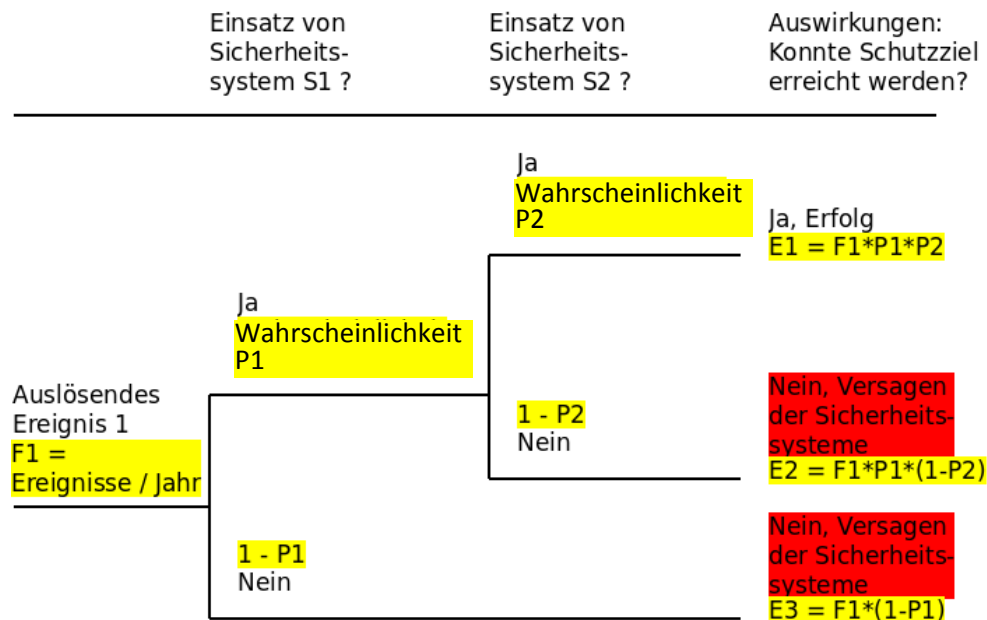 Einsatz von
Sicherheits-
system S1 ?
Einsatz von
Sicherheits-
system S2 ?
Auswirkungen:
Konnte Schutzziel
erreicht werden?
Ja
Wahrscheinlichkeit
P2
Ja, Erfolg
E1 = F1*P1*P2
Ja
Wahrscheinlichkeit
P1
Auslösendes
Ereignis 1
F1 =
Ereignisse / Jahr
1 - P2
Nein
Nein, Versagen
der Sicherheits-
systeme
E2 = F1*P1*(1-P2)
1 - P1
Nein
Nein, Versagen
der Sicherheits-
systeme
E3 = F1*(1-P1)